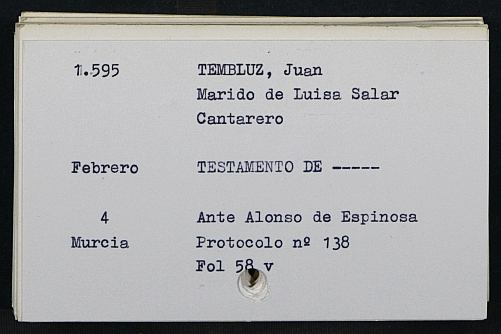 1.595 TEMBLUZ, Juan
Marido de Luisa Salar
Cantarero
Febrero TESTAMENTO DE -----
4 Ante Alonso de Espinosa
Murcia Protocolo nº 138
Fol 58 v